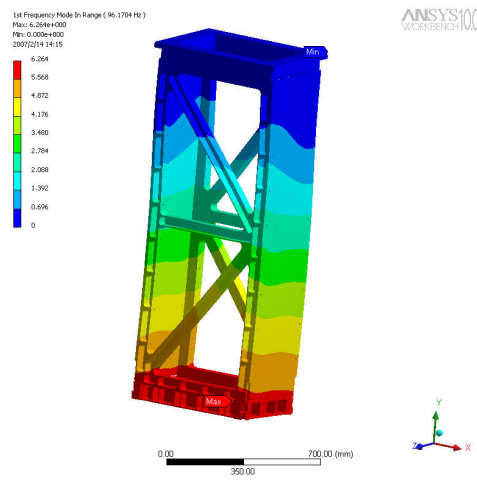 1st Frequency Mode In Range ( 96.1704 Hz )
Max: 6.264e+000
Min: 0.000e+000
2007/2/14 14:15
ANSYS 10.0
WORKBENCH
6.264
5.568
4.872
4.176
3.480
2.784
2.088
1.392
0.696
0
Min
Max
0.00
700.00 (mm)
350.00
Y
Z
X